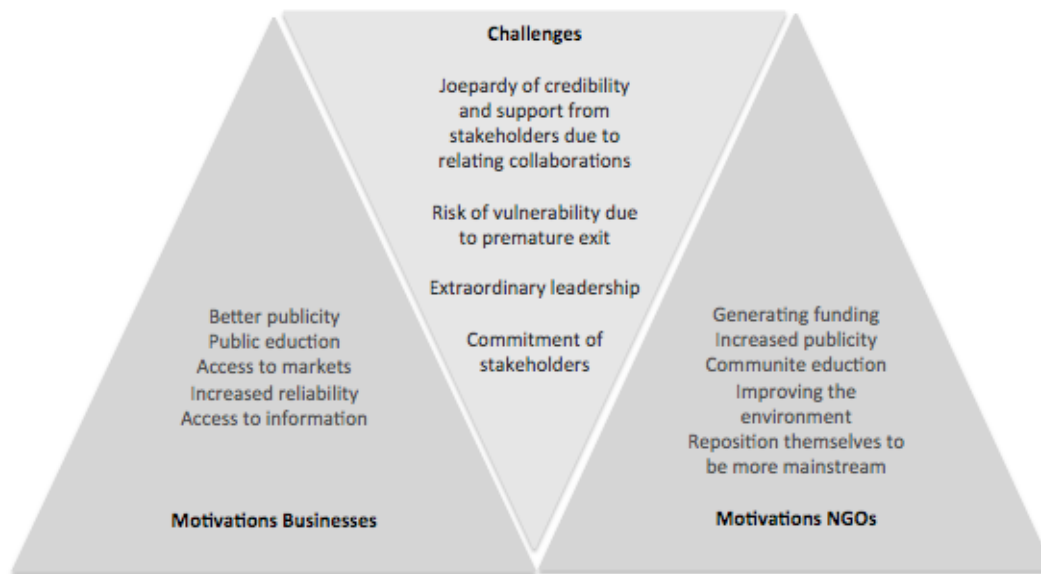 Challenges
Joepardy of credibility
and support from
stakeholders due to
relating collaborations
Risk of vulnerability due
to premature exit
Extraordinary leadership
Commitment of
stakeholders
Better publicity
Public eduction
Access to markets
Increased reliability
Access to information
Motivations Businesses
Generating funding
Increased publicity
Communite eduction
Improving the
environment
Reposition themselves to
be more mainstream
Motivations NGOs